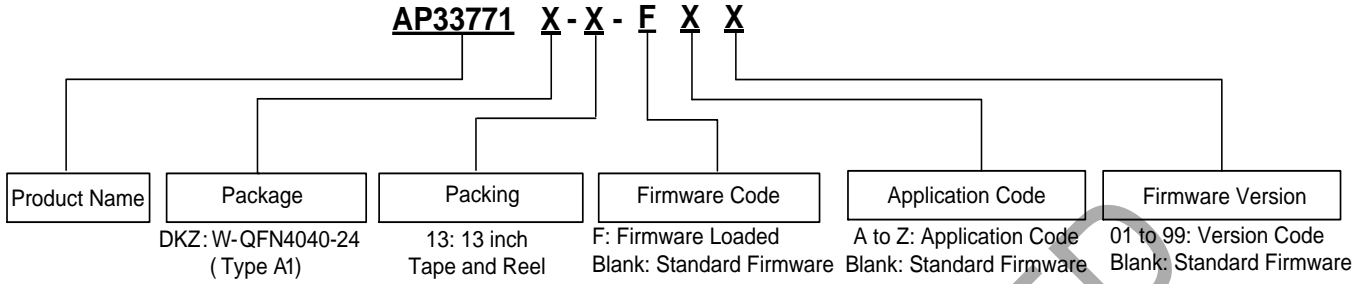 AP33771 X - X - F X X
Product Name
Package
Packing
Firmware Code
Application Code
Firmware Version
DKZ: W-QFN4040-24
( Type A1)
13: 13 inch
Tape and Reel
F: Firmware Loaded
Blank: Standard Firmware
A to Z: Application Code
Blank: Standard Firmware
01 to 99: Version Code
Blank: Standard Firmware